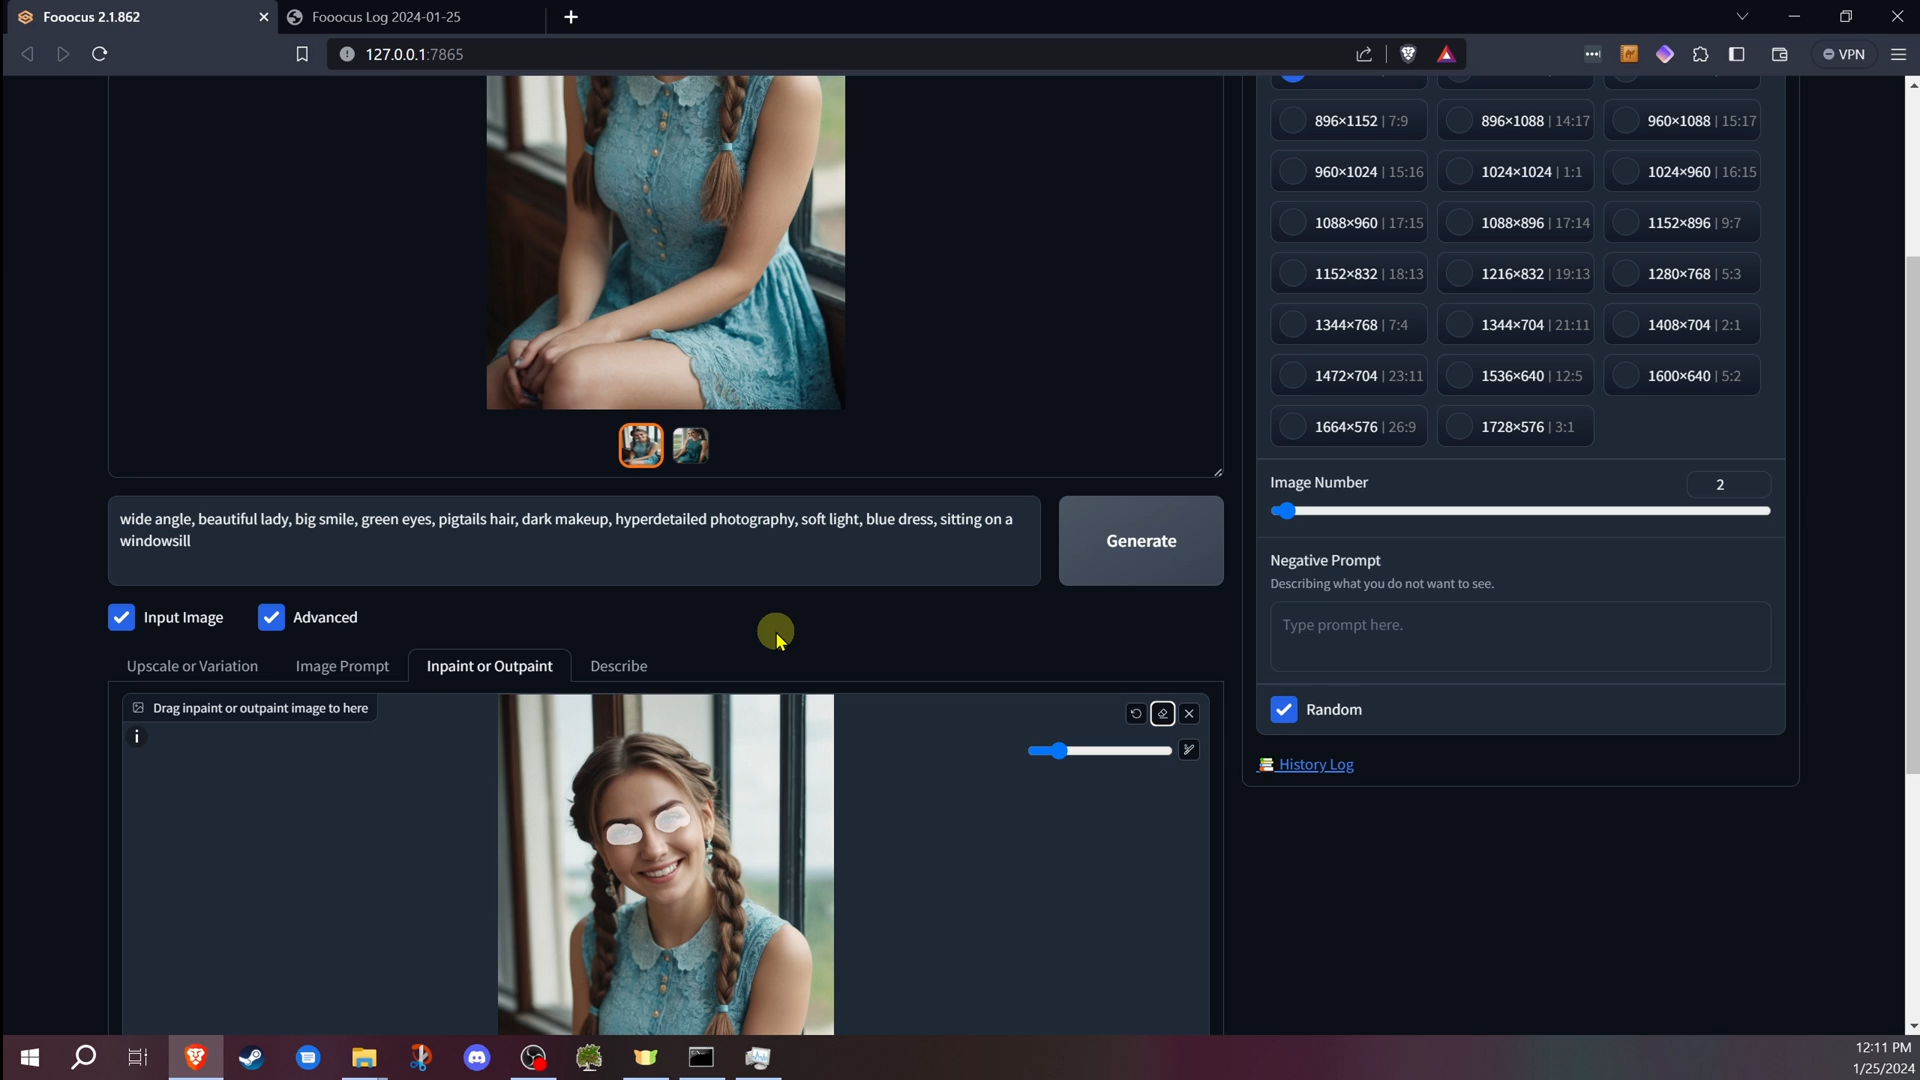 Fooocus 2.1.862
Fooocus Log 2024-01-25
127.0.0.1:7865
VPN
896×1152 | 7:9
896×1088 | 14:17
960×1088 | 15:17
960×1024 | 15:16
1024×1024 | 1:1
1024×960 | 16:15
1088×960 | 17:15
1088×896 | 17:14
1152×896 | 9:7
1152×832 | 18:13
1216×832 | 19:13
1280×768 | 5:3
1344×768 | 7:4
1344×704 | 21:11
1408×704 | 2:1
1472×704 | 23:11
1536×640 | 12:5
1600×640 | 5:2
1664×576 | 26:9
1728×576 | 3:1
Image Number
2
Negative Prompt
Describing what you do not want to see.
Type prompt here.
Random
History Log
wide angle, beautiful lady, big smile, green eyes, pigtails hair, dark makeup, hyperdetailed photography, soft light, blue dress, sitting on a
windowsill
Generate
Input Image
Advanced
Upscale or Variation
Image Prompt
Inpaint or Outpaint
Describe
Drag inpaint or outpaint image to here
i
12:11 PM
1/25/2024